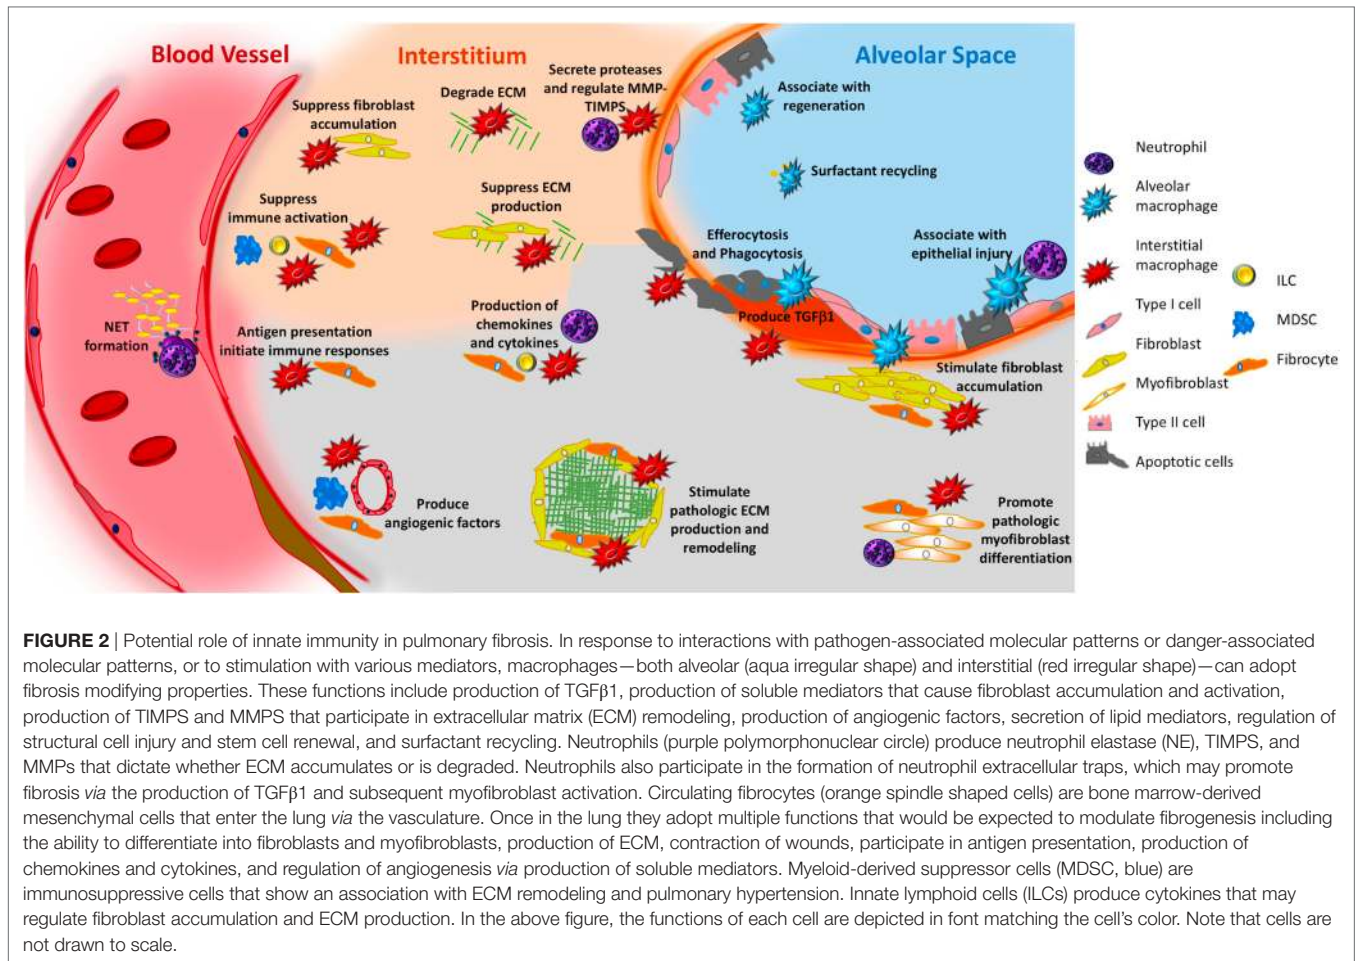 Blood Vessel
Interstitium
Alveolar Space
Suppress fibroblast
accumulation
Degrade ECM
Secrete proteases
and regulate MMP-
TIMPS
Associate with
regeneration
Surfactant recycling
Suppress
immune activation
Suppress ECM
production
Efferocytosis
and Phagocytosis
Associate with
epithelial injury
NET
formation
Antigen presentation
initiate immune responses
Production of
chemokines
and cytokines
Produce TGFβ1
Stimulate fibroblast
accumulation
Produce
angiogenic factors
Stimulate
pathologic ECM
production and
remodeling
Promote
pathologic
myofibroblast
differentiation
Neutrophil
Alveolar
macrophage
Interstitial
macrophage
Type I cell
Fibroblast
Myofibroblast
Type II cell
Apoptotic cells
ILC
MDSC
Fibrocyte
FIGURE 2 | Potential role of innate immunity in pulmonary fibrosis. In response to interactions with pathogen-associated molecular patterns or danger-associated
molecular patterns, or to stimulation with various mediators, macrophages—both alveolar (aqua irregular shape) and interstitial (red irregular shape)—can adopt
fibrosis modifying properties. These functions include production of TGFβ1, production of soluble mediators that cause fibroblast accumulation and activation,
production of TIMPS and MMPS that participate in extracellular matrix (ECM) remodeling, production of angiogenic factors, secretion of lipid mediators, regulation of
structural cell injury and stem cell renewal, and surfactant recycling. Neutrophils (purple polymorphonuclear circle) produce neutrophil elastase (NE), TIMPS, and
MMPs that dictate whether ECM accumulates or is degraded. Neutrophils also participate in the formation of neutrophil extracellular traps, which may promote
fibrosis via the production of TGFβ1 and subsequent myofibroblast activation. Circulating fibrocytes (orange spindle shaped cells) are bone marrow-derived
mesenchymal cells that enter the lung via the vasculature. Once in the lung they adopt multiple functions that would be expected to modulate fibrogenesis including
the ability to differentiate into fibroblasts and myofibroblasts, production of ECM, contraction of wounds, participate in antigen presentation, production of
chemokines and cytokines, and regulation of angiogenesis via production of soluble mediators. Myeloid-derived suppressor cells (MDSC, blue) are
immunosuppressive cells that show an association with ECM remodeling and pulmonary hypertension. Innate lymphoid cells (ILCs) produce cytokines that may
regulate fibroblast accumulation and ECM production. In the above figure, the functions of each cell are depicted in font matching the cell's color. Note that cells are
not drawn to scale.